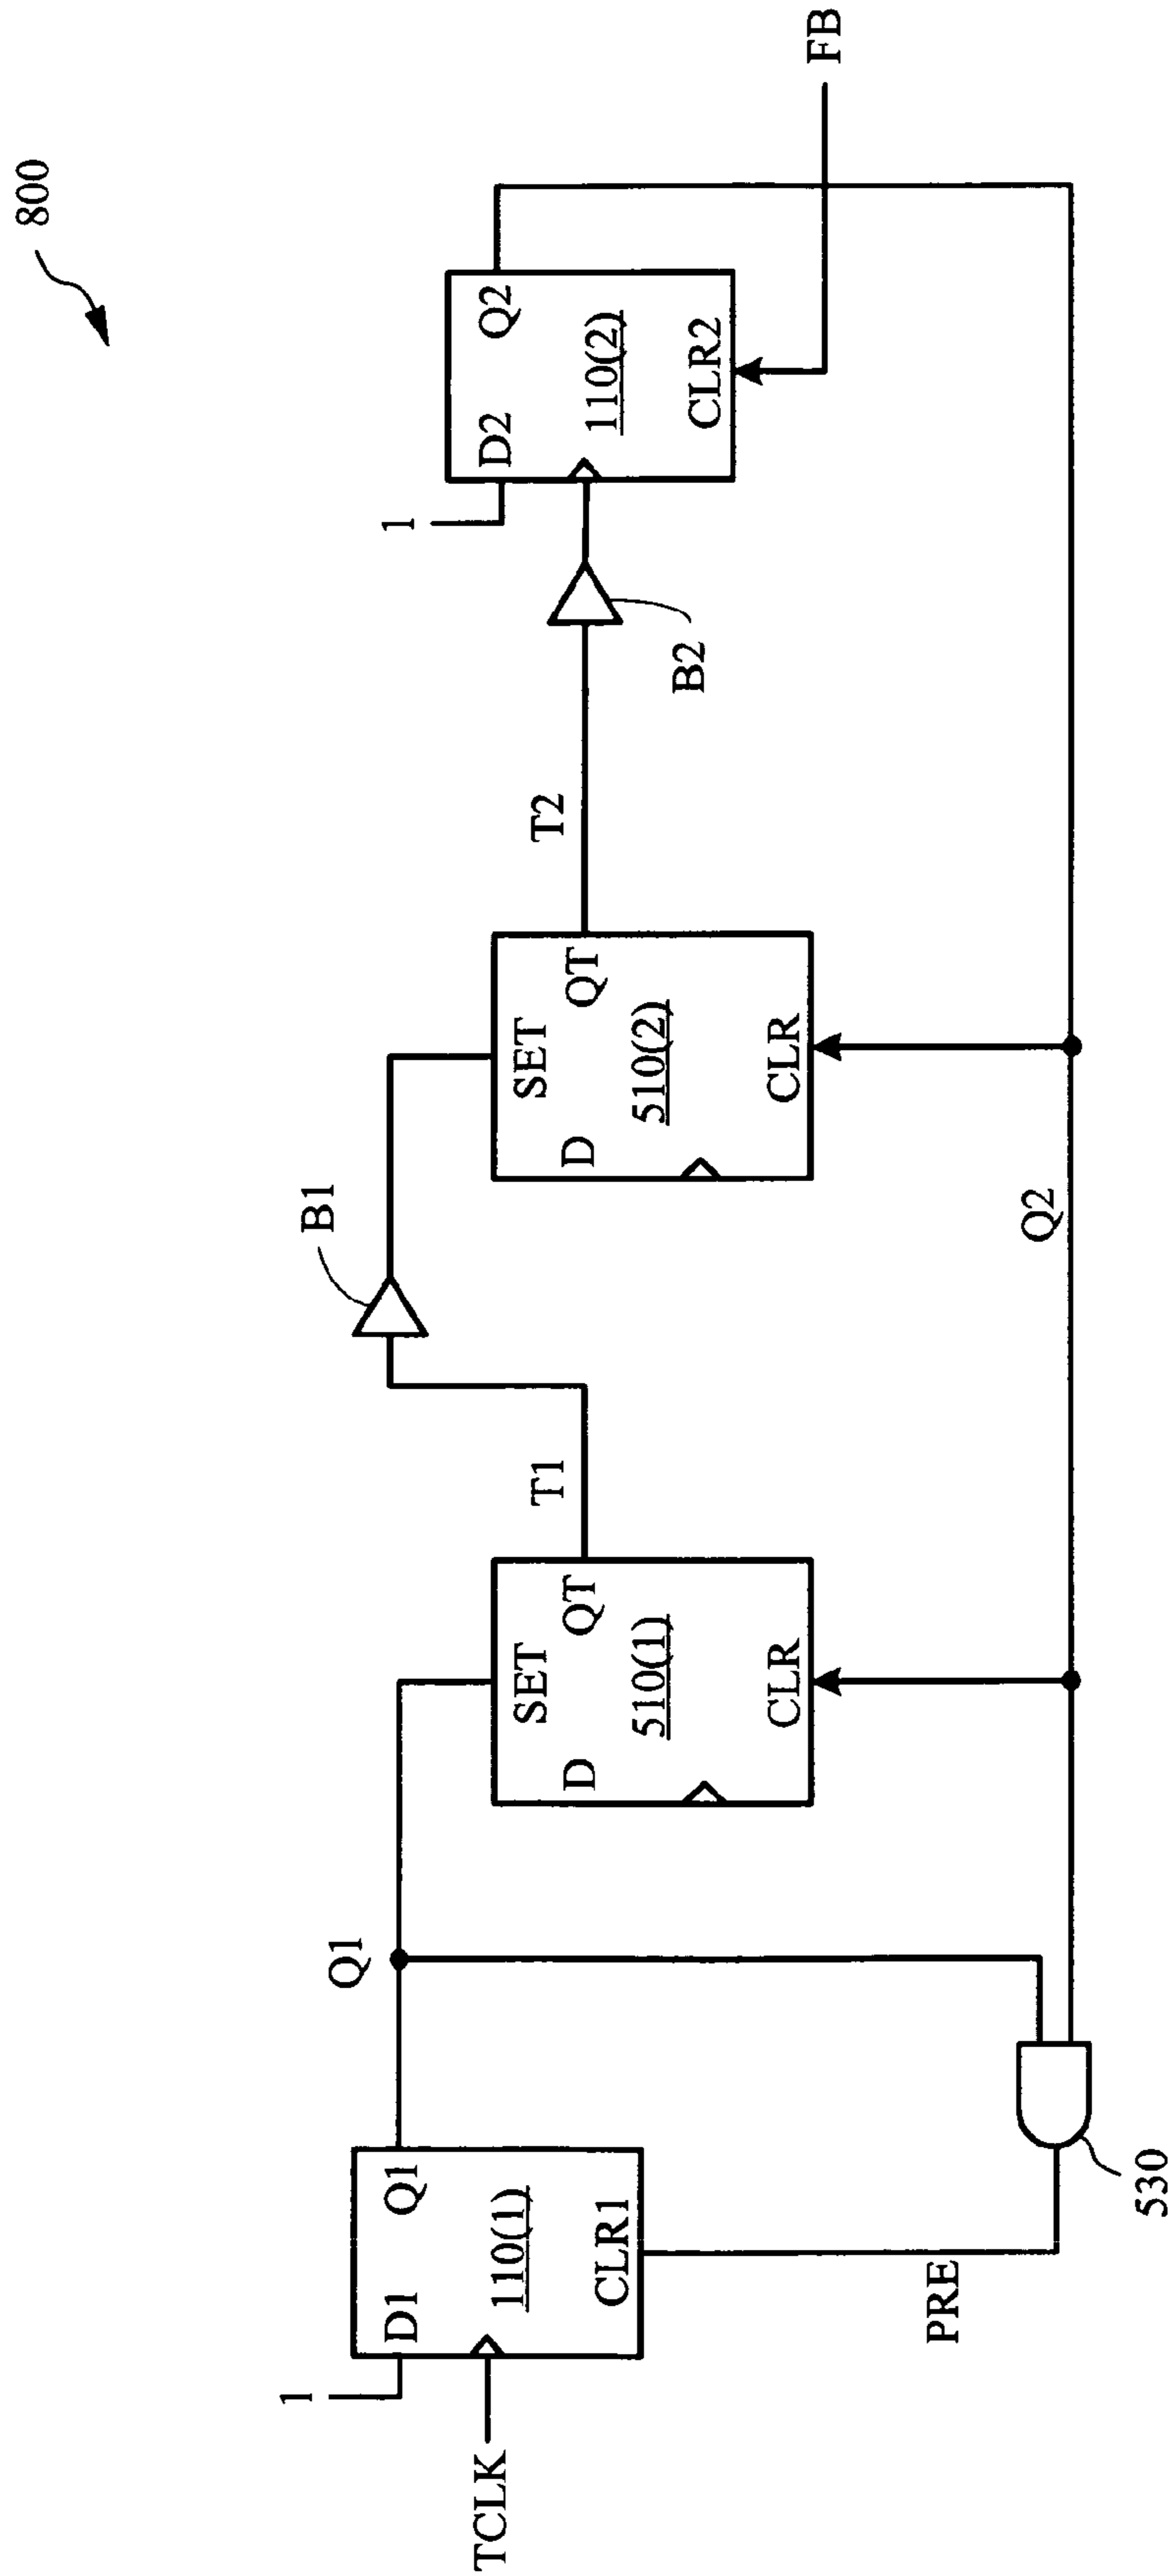 800
TCLK
1
D1
Q1
110(1)
CLR1
PRE
530
Q1
SET
D
QT
510(1)
CLR
T1
B1
SET
D
QT
510(2)
CLR
Q2
T2
B2
1
D2
Q2
110(2)
CLR2
FB